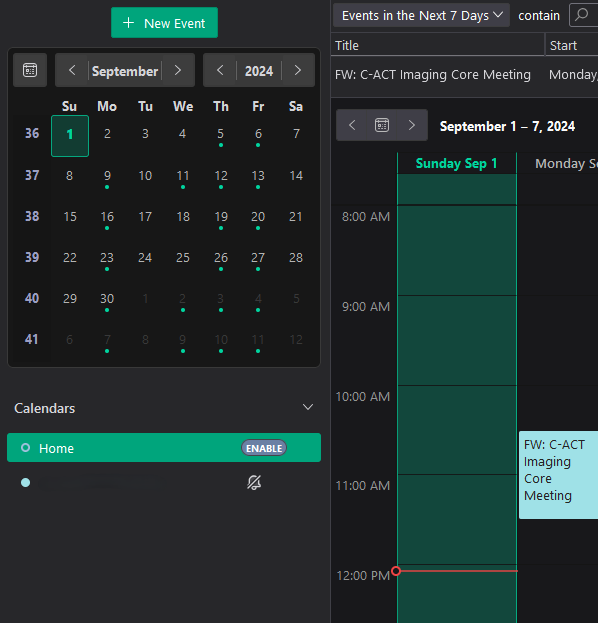 New Event
September 2024
Su Mo Tu We Th Fr Sa
36 1 2 3 4 5 6 7
37 8 9 10 11 12 13 14
38 15 16 17 18 19 20 21
39 22 23 24 25 26 27 28
40 29 30 1 2 3 4 5
41 6 7 8 9 10 11 12
Calendars
Home ENABLE
Events in the Next 7 Days contain
Title Start
FW: C-ACT Imaging Core Meeting Monday,
September 1 – 7, 2024
Sunday Sep 1 Monday Se
8:00 AM
9:00 AM
10:00 AM
FW: C-ACT
Imaging
Core
Meeting
11:00 AM
12:00 PM